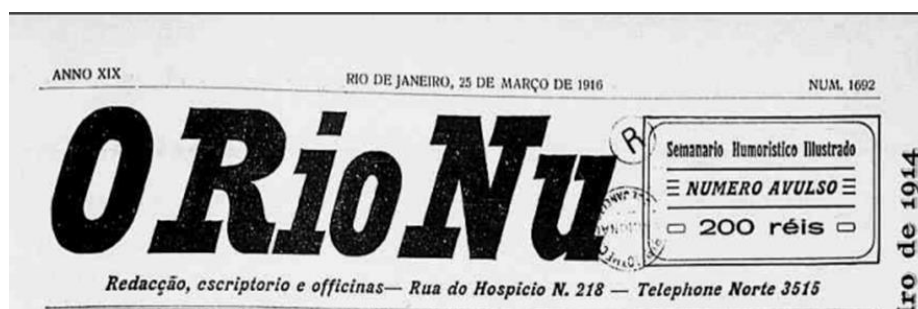 ANNO XIX
RIO DE JANEIRO, 25 DE MARÇO DE 1916
NUM. 1692
O Rio Nu
R
Semanario Humoristico Illustrado
NUMERO AVULSO
200 réis
Redacção, escriptorio e officinas— Rua do Hospicio N. 218 — Telephone Norte 3515
de 1914